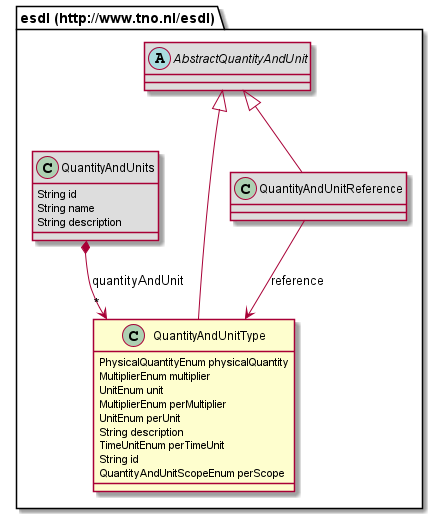 esdl (http://www.tno.nl/esdl)
A AbstractQuantityAndUnit
C QuantityAndUnits
String id
String name
String description
C QuantityAndUnitReference
quantityAndUnit
reference
*
C QuantityAndUnitType
PhysicalQuantityEnum physicalQuantity
MultiplierEnum multiplier
UnitEnum unit
MultiplierEnum perMultiplier
UnitEnum perUnit
String description
TimeUnitEnum perTimeUnit
String id
QuantityAndUnitScopeEnum perScope